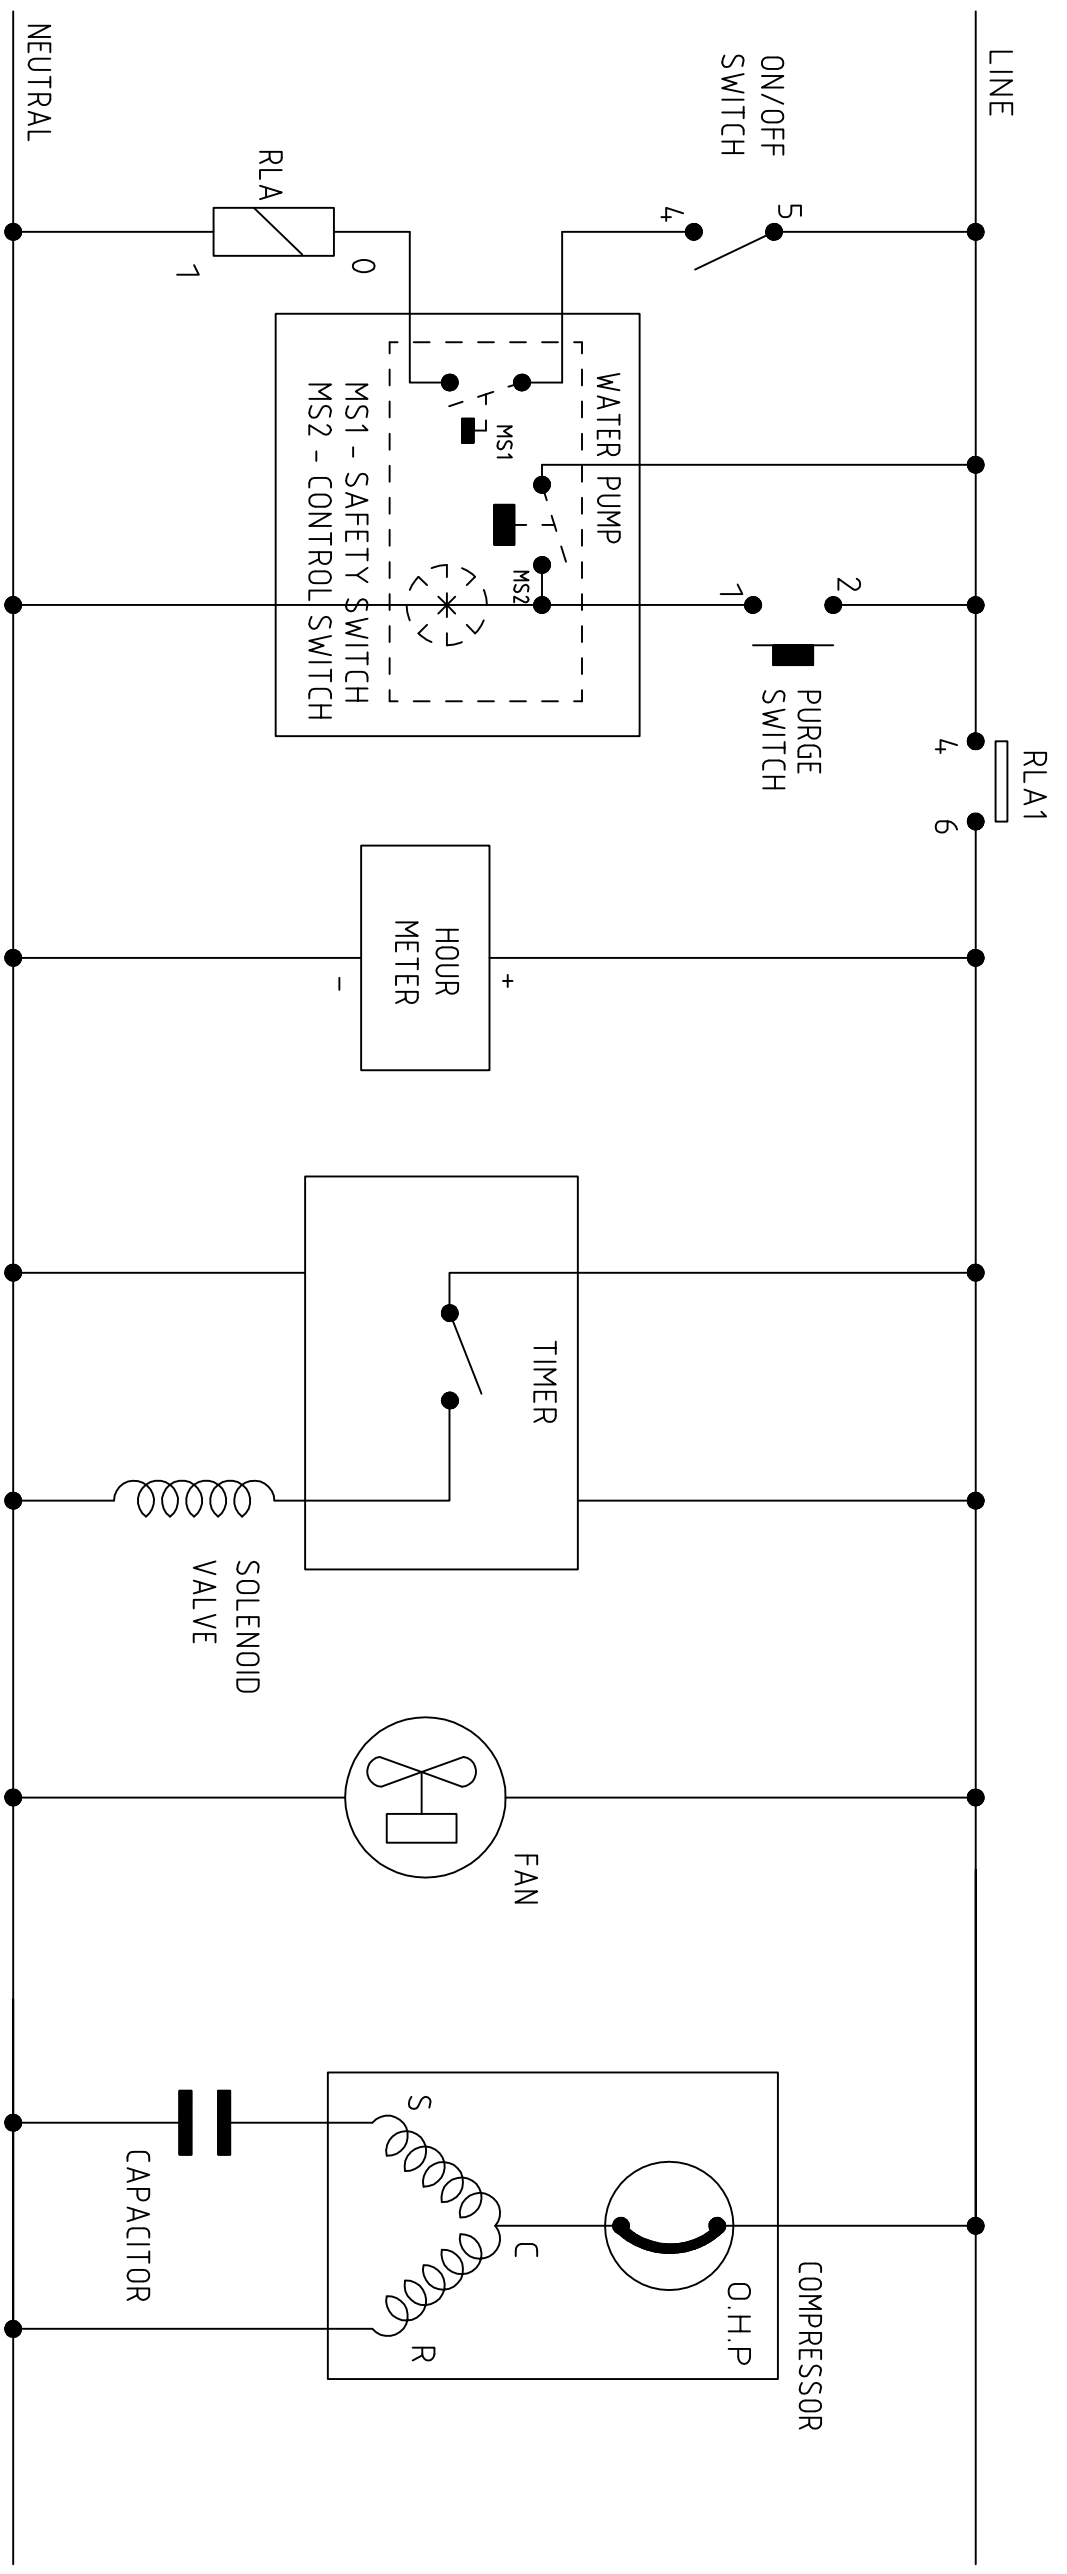 LINE
NEUTRAL
ON/OFF
SWITCH
5
4
RLA
0
1
WATER PUMP
MS1
MS2
MS1 - SAFETY SWITCH
MS2 - CONTROL SWITCH
2
1
PURGE
SWITCH
RLA1
4
6
HOUR
METER
+
-
TIMER
SOLENOID
VALVE
FAN
COMPRESSOR
O.H.P
C
S
R
CAPACITOR